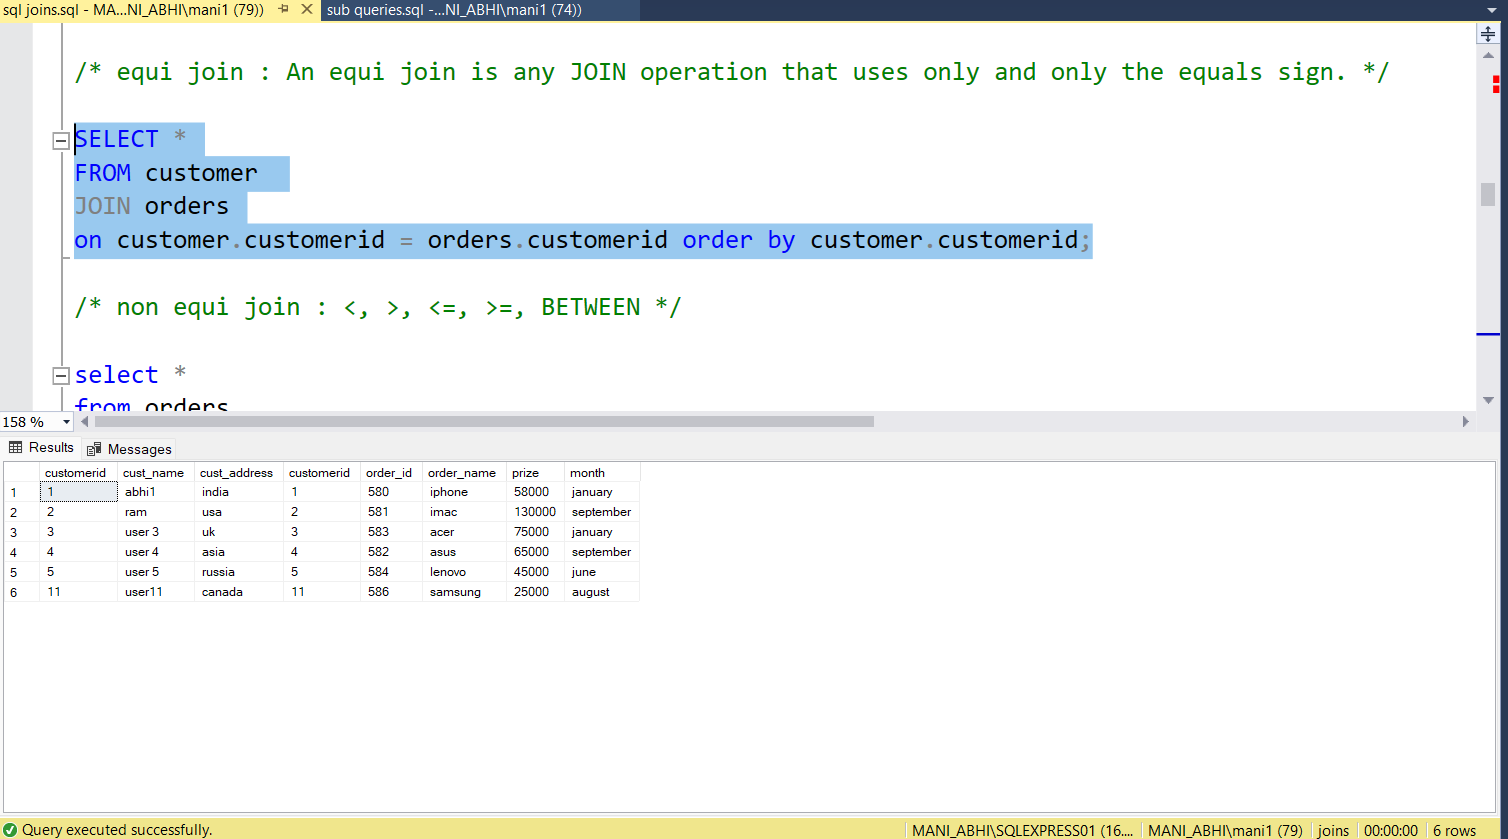 sql joins.sql - MA...NI_ABHI\mani1 (79)) sub queries.sql -...NI_ABHI\mani1 (74))
/* equi join : An equi join is any JOIN operation that uses only and only the equals sign. */
SELECT *
FROM customer
JOIN orders
on customer.customerid = orders.customerid order by customer.customerid;
/* non equi join : <, >, <=, >=, BETWEEN */
select *
from orders
158 %
Results Messages
customerid cust_name cust_address customerid order_id order_name prize month
1 1 abhi1 india 1 580 iphone 58000 january
2 2 ram usa 2 581 imac 130000 september
3 3 user 3 uk 3 583 acer 75000 january
4 4 user 4 asia 4 582 asus 65000 september
5 5 user 5 russia 5 584 lenovo 45000 june
6 11 user11 canada 11 586 samsung 25000 august
Query executed successfully. MANI_ABHI\SQLEXPRESS01 (16.... MANI_ABHI\mani1 (79) joins 00:00:00 6 rows